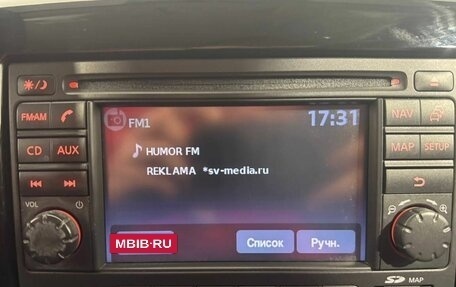 FM1
17:31
HUMOR FM
REKLAMA *sv-media.ru
MBIB·RU
Список
Ручн.
FM·AM
CD
AUX
VOL
NAV
MAP
SETUP
SD MAP